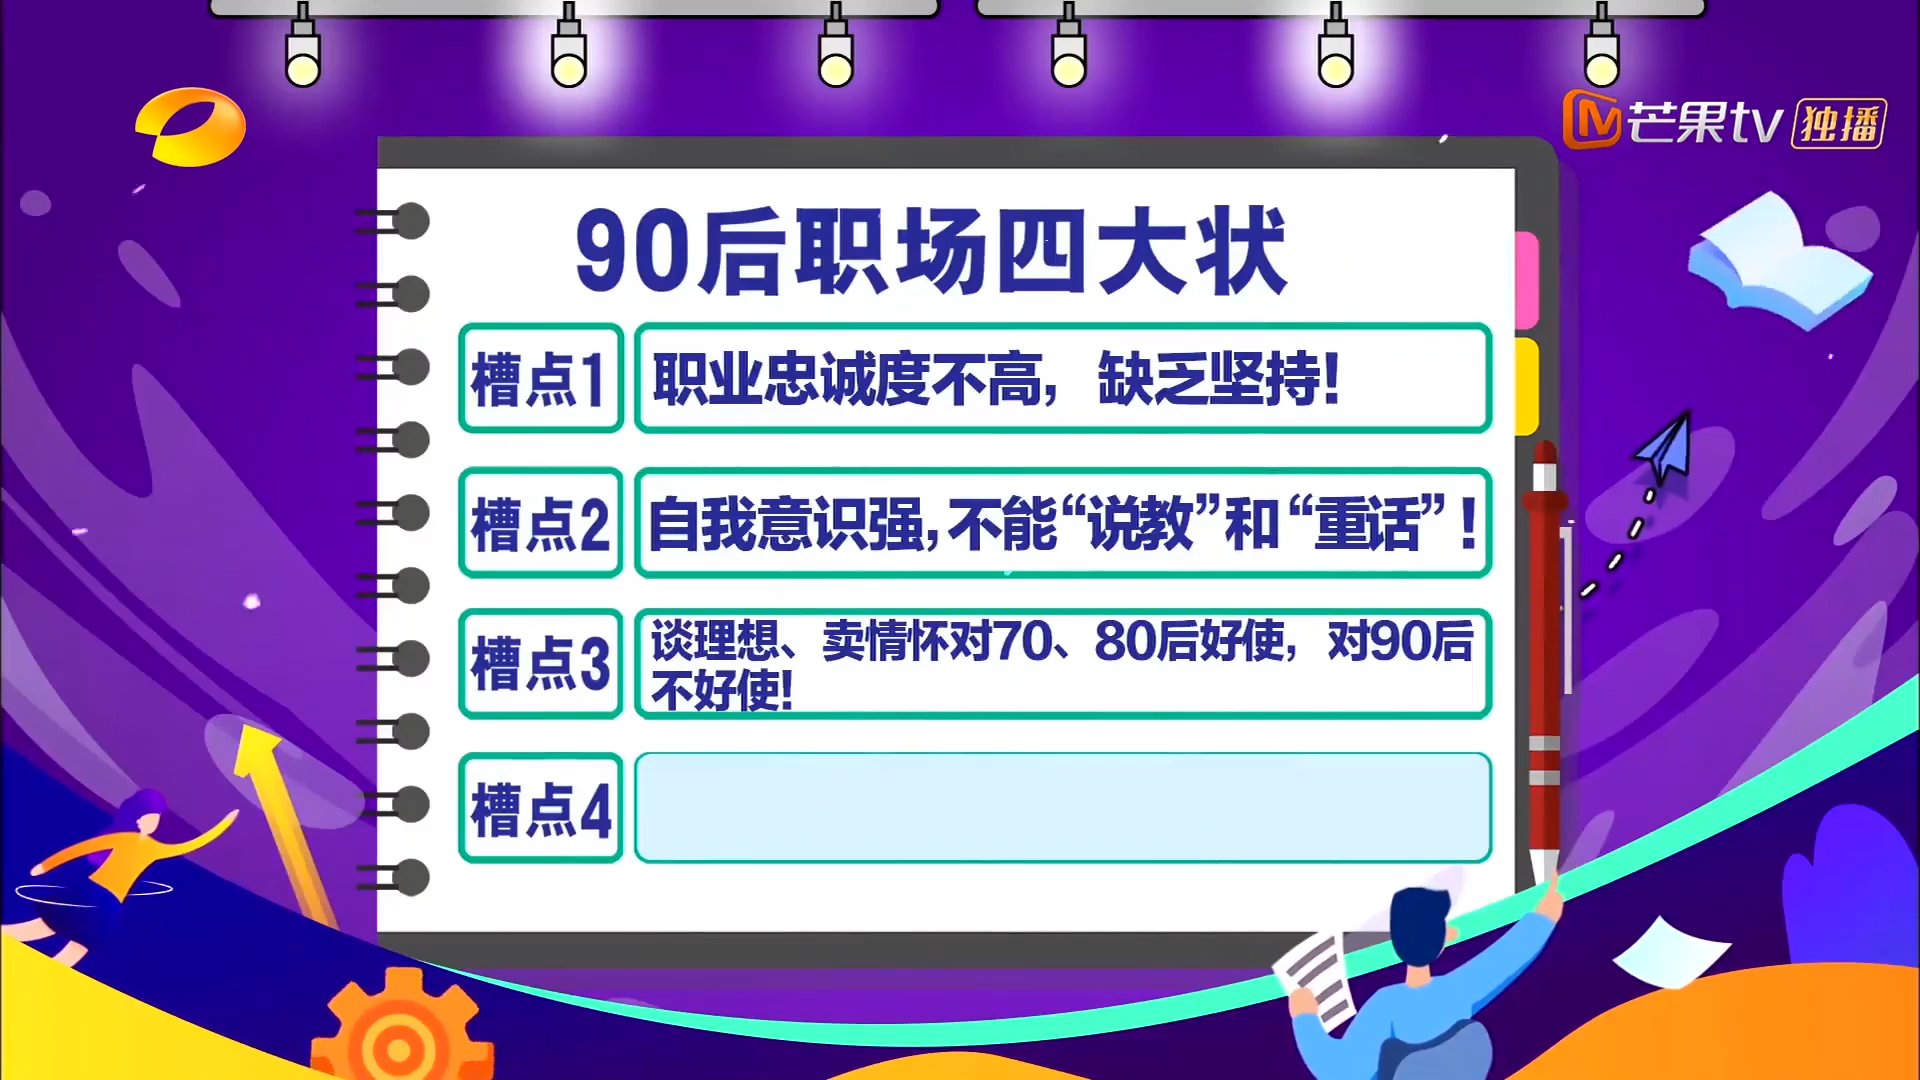 芒果tv 独播
90后职场四大状
槽点1 职业忠诚度不高，缺乏坚持！
槽点2 自我意识强，不能“说教”和“重话”！
槽点3 谈理想、卖情怀对70、80后好使，对90后
不好使！
槽点4